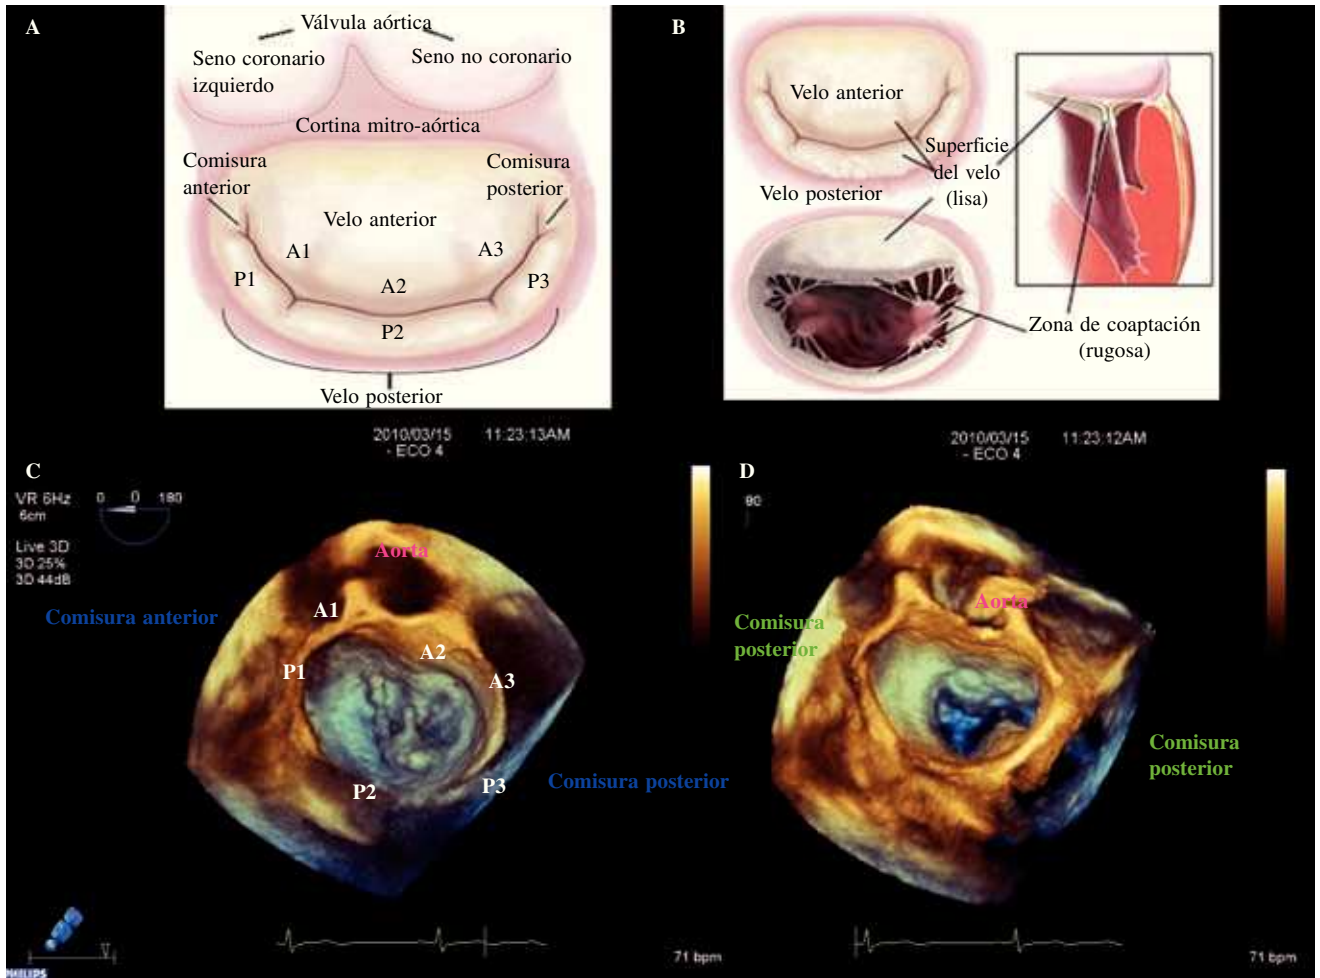 A
Válvula aórtica
Seno coronario
izquierdo
Seno no coronario
Cortina mitro-aórtica
Comisura
anterior
Comisura
posterior
Velo anterior
A1
A3
P1
A2
P3
P2
Velo posterior
B
Velo anterior
Superficie
del velo
(lisa)
Velo posterior
Zona de coaptación
(rugosa)
2010/03/15 11:23:13AM
- ECO 4
C
VR 6Hz
6cm
0 0 180
Live 3D
3D 25%
3D 44dB
Aorta
Comisura anterior
A1
A2
P1
A3
P2
P3
Comisura posterior
71 bpm
PHILIPS
2010/03/15 11:23:12AM
- ECO 4
D
80
Aorta
Comisura
posterior
Comisura
posterior
71 bpm